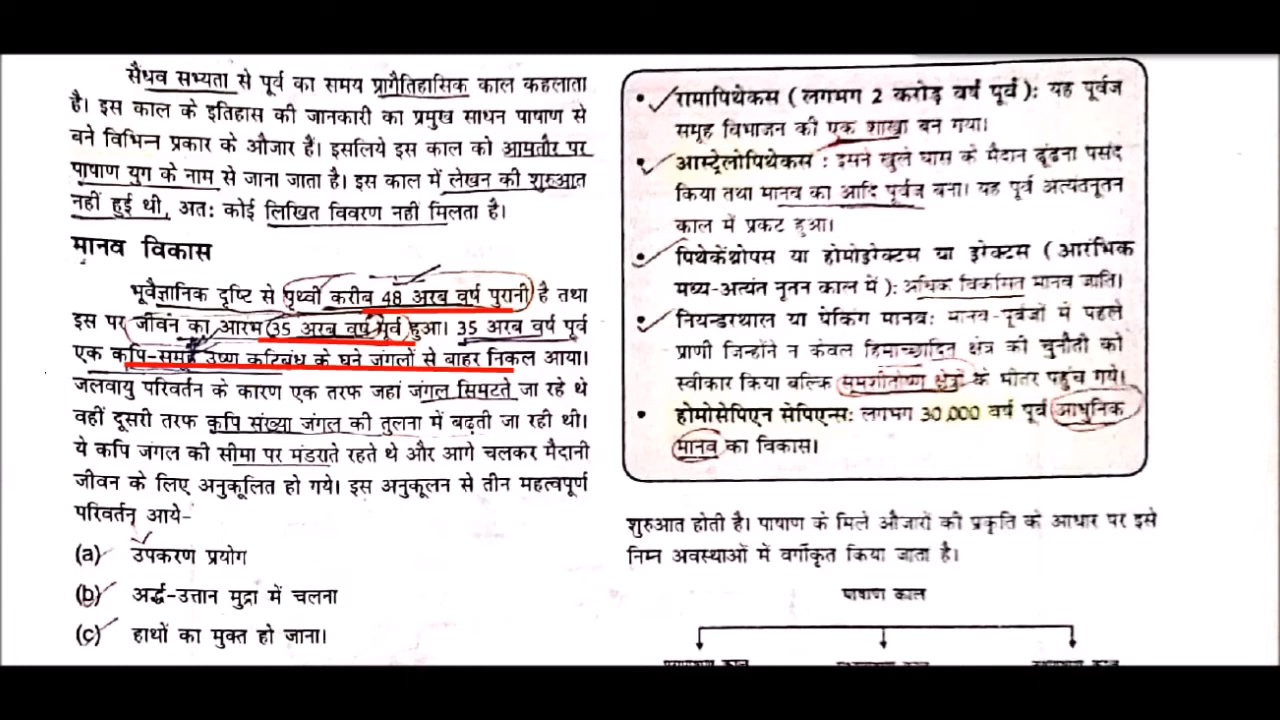 सैंधव सभ्यता से पूर्व का समय प्रागैतिहासिक काल कहलाता
है। इस काल के इतिहास की जानकारी का प्रमुख साधन पाषाण से
बने विभिन्न प्रकार के औजार हैं। इसलिये इस काल को आमतौर पर
पाषाण युग के नाम से जाना जाता है। इस काल में लेखन की शुरुआत
नहीं हुई थी, अत: कोई लिखित विवरण नहीं मिलता है।
मानव विकास
भूवैज्ञानिक दृष्टि से पृथ्वी करीब 48 अरब वर्ष पुरानी है तथा
इस पर जीवन का आरंभ 35 अरब वर्ष पूर्व हुआ। 35 अरब वर्ष पूर्व
एक कपि-समूह उष्ण कटिबंध के घने जंगलों से बाहर निकल आया।
जलवायु परिवर्तन के कारण एक तरफ जहां जंगल सिमटते जा रहे थे
वहीं दूसरी तरफ कपि संख्या जंगल की तुलना में बढ़ती जा रही थी।
ये कपि जंगल की सीमा पर मंडराते रहते थे और आगे चलकर मैदानी
जीवन के लिए अनुकूलित हो गये। इस अनुकूलन से तीन महत्वपूर्ण
परिवर्तन आये-
(a) उपकरण प्रयोग
(b) अर्द्ध-उत्तान मुद्रा में चलना
(c) हाथों का मुक्त हो जाना।
• रामापिथेकस (लगभग 2 करोड़ वर्ष पूर्व): यह पूर्वज
समूह विभाजन की एक शाखा बन गया।
• आस्ट्रेलोपिथेकस : इमने खुले घास के मैदान ढूंढना पसंद
किया तथा मानव का आदि पूर्वज बना। यह पूर्व अत्यंतनूतन
काल में प्रकट हुआ।
• पिथेकेंथ्रोपस या होमोइरेक्टस या इरेक्टस (आरंभिक
मध्य-अत्यंत नूतन काल में): अधिक विकसित मानव जाति।
• नियन्डरथाल या पेकिंग मानव: मानव-पूर्वजों में पहले
प्राणी जिन्होंने न केवल हिमाच्छादित क्षेत्र की चुनौती को
स्वीकार किया बल्कि समशीतोष्ण क्षेत्रों के भीतर पहुंच गये।
• होमोसेपिएन सेपिएन्स: लगभग 30,000 वर्ष पूर्व आधुनिक
मानव का विकास।
शुरुआत होती है। पाषाण के मिले औजारों की प्रकृति के आधार पर इसे
निम्न अवस्थाओं में वर्गीकृत किया जाता है।
पाषाण काल